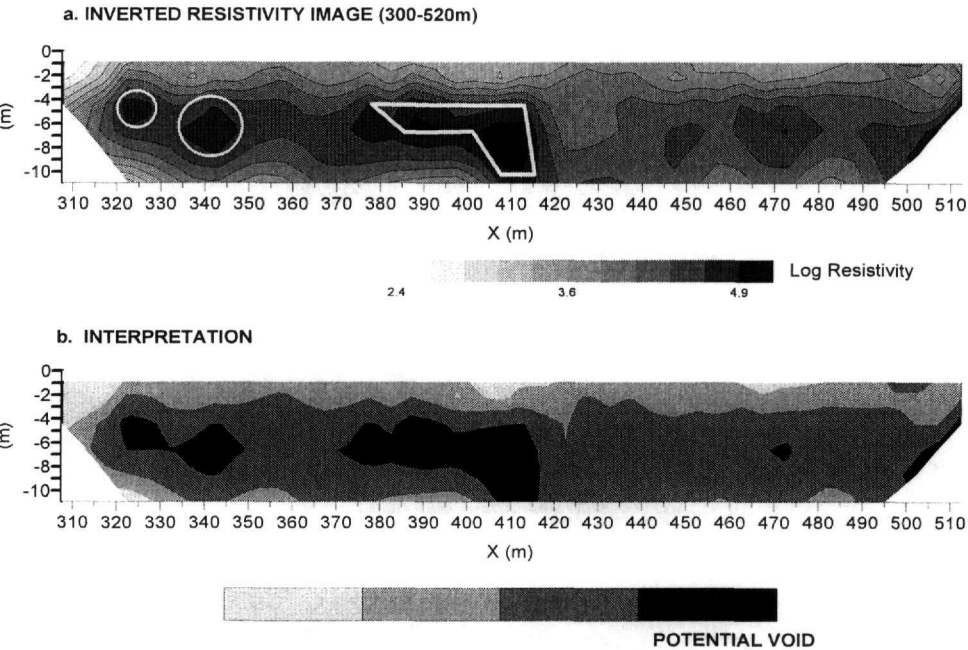 a. INVERTED RESISTIVITY IMAGE (300-520m)
0
-2
-4
-6
-8
-10
(m)
310 320 330 340 350 360 370 380 390 400 410 420 430 440 450 460 470 480 490 500 510
X (m)
Log Resistivity
2.4 3.6 4.9
b. INTERPRETATION
0
-2
-4
-6
-8
-10
(m)
310 320 330 340 350 360 370 380 390 400 410 420 430 440 450 460 470 480 490 500 510
X (m)
POTENTIAL VOID